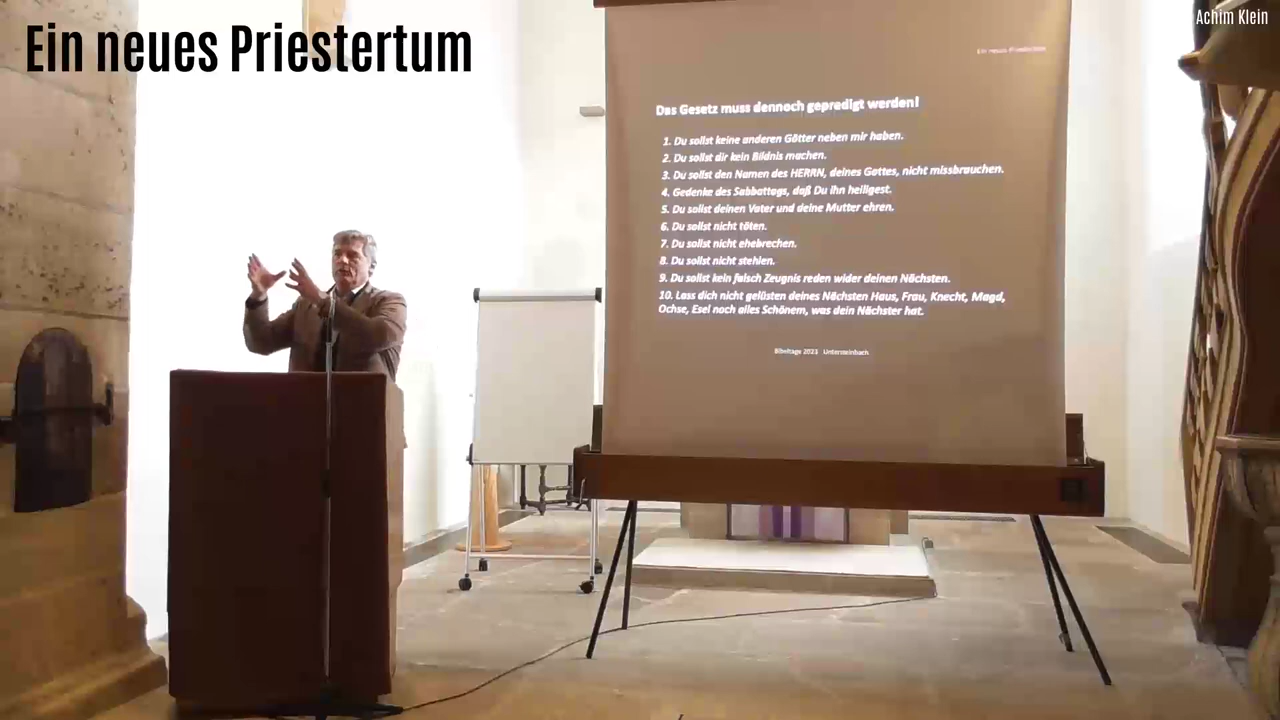 Ein neues Priestertum
Achim Klein
Ein neues Priestertum
Das Gesetz muss dennoch gepredigt werden!
1. Du sollst keine anderen Götter neben mir haben.
2. Du sollst dir kein Bildnis machen.
3. Du sollst den Namen des HERRN, deines Gottes, nicht missbrauchen.
4. Gedenke des Sabbattags, daß Du ihn heiligest.
5. Du sollst deinen Vater und deine Mutter ehren.
6. Du sollst nicht töten.
7. Du sollst nicht ehebrechen.
8. Du sollst nicht stehlen.
9. Du sollst kein falsch Zeugnis reden wider deinen Nächsten.
10. Lass dich nicht gelüsten deines Nächsten Haus, Frau, Knecht, Magd,
Ochse, Esel noch alles Schönem, was dein Nächster hat.
Bibeltage 2023 Untersteinbach